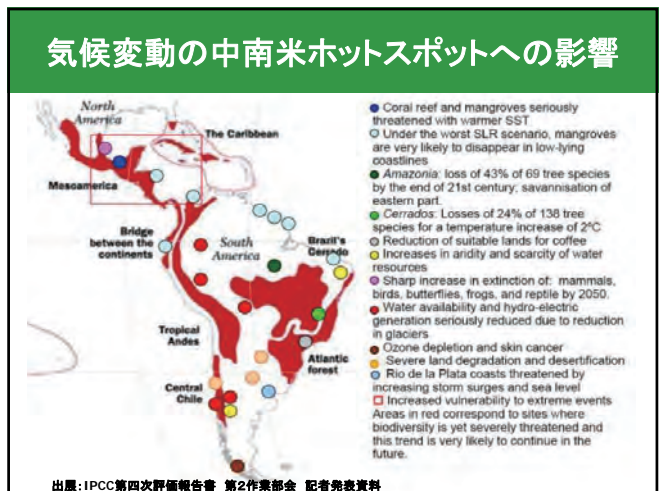 気候変動の中南米ホットスポットへの影響
North
America
The Caribbean
Mesoamerica
Bridge
between the
continents
South
America
Brazil's
Cerrado
Tropical
Andes
Atlantic
forest
Central
Chile
Coral reef and mangroves seriously
threatened with warmer SST
Under the worst SLR scenario, mangroves
are very likely to disappear in low-lying
coastlines
Amazonia: loss of 43% of 69 tree species
by the end of 21st century; savannisation of
eastern part.
Cerrados: Losses of 24% of 138 tree
species for a temperature increase of 2ºC
Reduction of suitable lands for coffee
Increases in aridity and scarcity of water
resources
Sharp increase in extinction of: mammals,
birds, butterflies, frogs, and reptile by 2050.
Water availability and hydro-electric
generation seriously reduced due to reduction
in glaciers
Ozone depletion and skin cancer
Severe land degradation and desertification
Rio de la Plata coasts threatened by
increasing storm surges and sea level
Increased vulnerability to extreme events
Areas in red correspond to sites where
biodiversity is yet severely threatened and
this trend is very likely to continue in the
future.
出展：IPCC第四次評価報告書 第2作業部会 記者発表資料